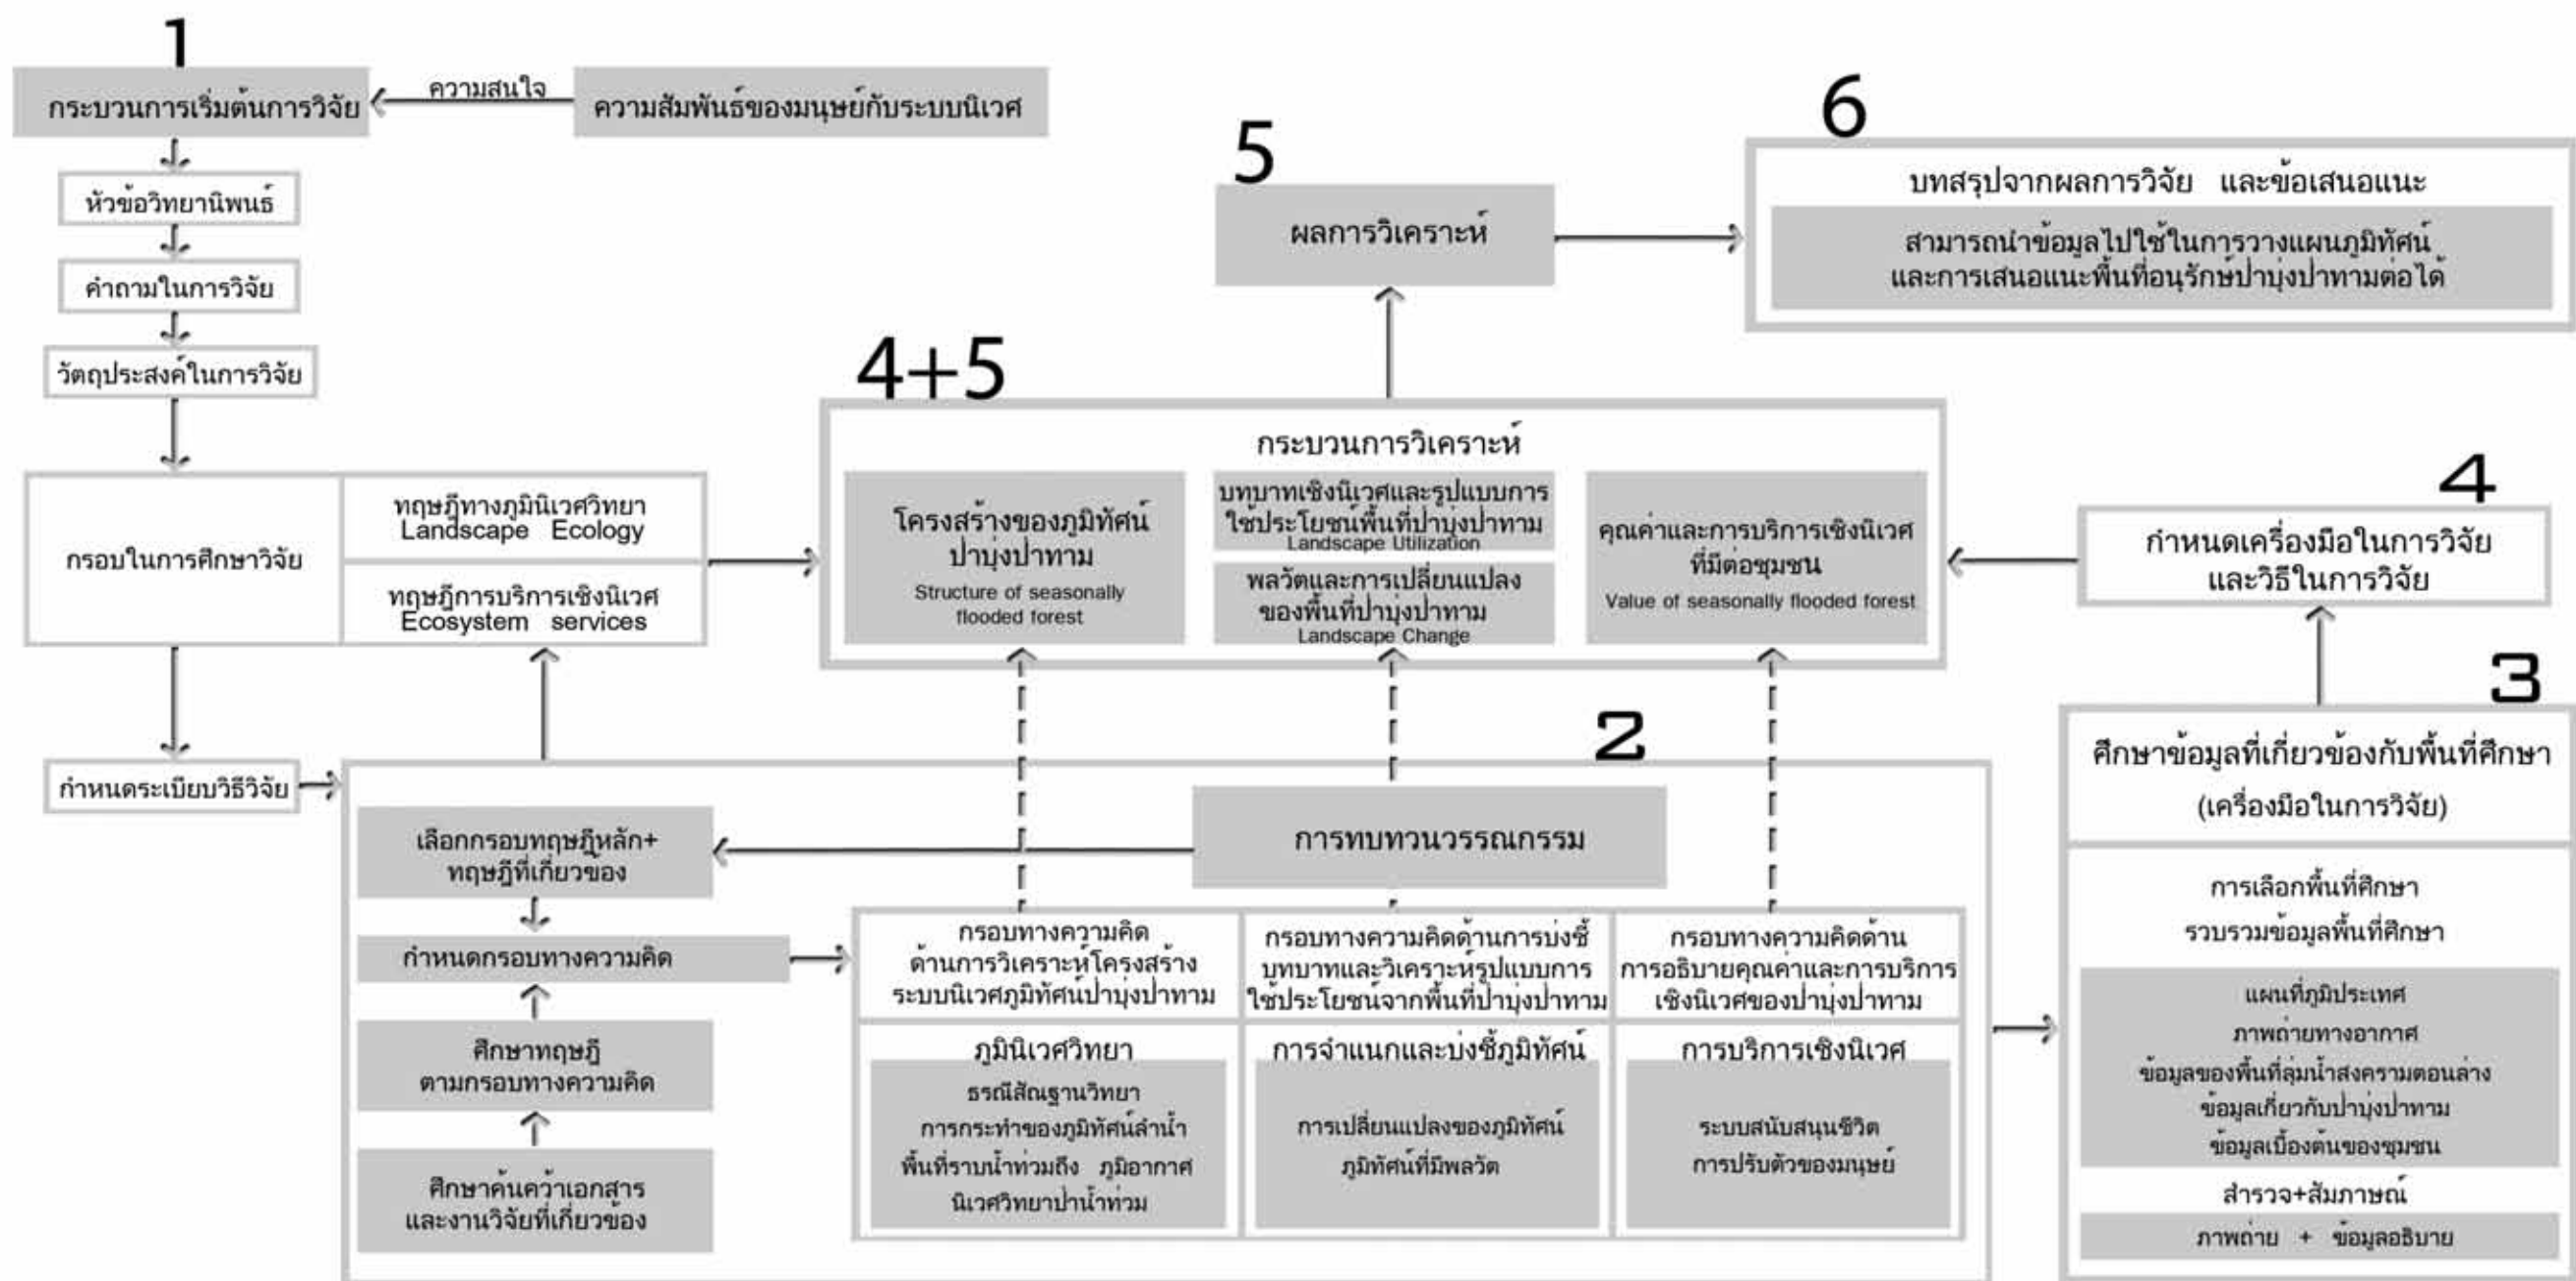 1
กระบวนการเริ่มต้นการวิจัย
ความสนใจ
ความสัมพันธ์ของมนุษย์กับระบบนิเวศ
หัวข้อวิทยานิพนธ์
คำถามในการวิจัย
วัตถุประสงค์ในการวิจัย
กรอบในการศึกษาวิจัย
ทฤษฎีทางภูมินิเวศวิทยา
Landscape Ecology
ทฤษฎีการบริการเชิงนิเวศ
Ecosystem services
กำหนดระเบียบวิธีวิจัย
2
การทบทวนวรรณกรรม
เลือกกรอบทฤษฎีหลัก+
ทฤษฎีที่เกี่ยวข้อง
กำหนดกรอบทางความคิด
ศึกษาทฤษฎี
ตามกรอบทางความคิด
ศึกษาค้นคว้าเอกสาร
และงานวิจัยที่เกี่ยวข้อง
กรอบทางความคิด
ด้านการวิเคราะห์โครงสร้าง
ระบบนิเวศภูมิทัศน์ป่าบุ่งป่าทาม
ภูมินิเวศวิทยา
ธรณีสัณฐานวิทยา
การกระทำของภูมิทัศน์ลำน้ำ
พื้นที่ราบน้ำท่วมถึง ภูมิอากาศ
นิเวศวิทยาป่าน้ำท่วม
กรอบทางความคิดด้านการบ่งชี้
บทบาทและวิเคราะห์รูปแบบการ
ใช้ประโยชน์จากพื้นที่ป่าบุ่งป่าทาม
การจำแนกและบ่งชี้ภูมิทัศน์
การเปลี่ยนแปลงของภูมิทัศน์
ภูมิทัศน์ที่มีพลวัต
กรอบทางความคิดด้าน
การอธิบายคุณค่าและการบริการ
เชิงนิเวศของป่าบุ่งป่าทาม
การบริการเชิงนิเวศ
ระบบสนับสนุนชีวิต
การปรับตัวของมนุษย์
3
ศึกษาข้อมูลที่เกี่ยวข้องกับพื้นที่ศึกษา
(เครื่องมือในการวิจัย)
การเลือกพื้นที่ศึกษา
รวบรวมข้อมูลพื้นที่ศึกษา
แผนที่ภูมิประเทศ
ภาพถ่ายทางอากาศ
ข้อมูลของพื้นที่ลุ่มน้ำสงครามตอนล่าง
ข้อมูลเกี่ยวกับป่าบุ่งป่าทาม
ข้อมูลเบื้องต้นของชุมชน
สำรวจ+สัมภาษณ์
ภาพถ่าย + ข้อมูลอธิบาย
4
กำหนดเครื่องมือในการวิจัย
และวิธีในการวิจัย
4+5
กระบวนการวิเคราะห์
โครงสร้างของภูมิทัศน์
ป่าบุ่งป่าทาม
Structure of seasonally
flooded forest
บทบาทเชิงนิเวศและรูปแบบการ
ใช้ประโยชน์พื้นที่ป่าบุ่งป่าทาม
Landscape Utilization
พลวัตและการเปลี่ยนแปลง
ของพื้นที่ป่าบุ่งป่าทาม
Landscape Change
คุณค่าและการบริการเชิงนิเวศ
ที่มีต่อชุมชน
Value of seasonally flooded forest
5
ผลการวิเคราะห์
6
บทสรุปจากผลการวิจัย และข้อเสนอแนะ
สามารถนำข้อมูลไปใช้ในการวางแผนภูมิทัศน์
และการเสนอแนะพื้นที่อนุรักษ์ป่าบุ่งป่าทามต่อได้